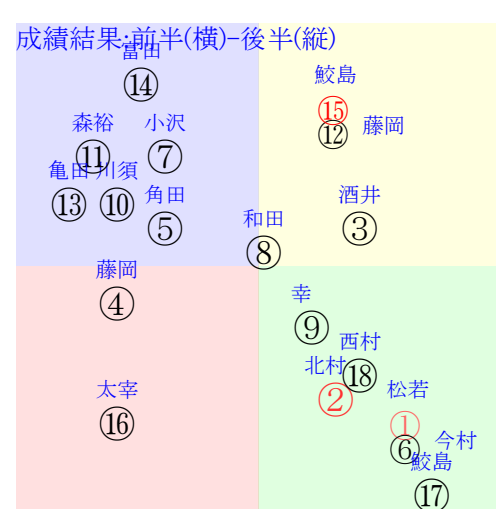 成績結果:前半(横)-後半(縦)
富田
⑭
鮫島
⑮
⑫
藤岡
森裕
⑪
小沢
⑦
亀田
⑬
川須
⑩
角田
⑤
酒井
③
和田
⑧
藤岡
④
幸
⑨
西村
⑱
北村
②
太宰
⑯
松若
①
⑥
今村
鮫島
⑰